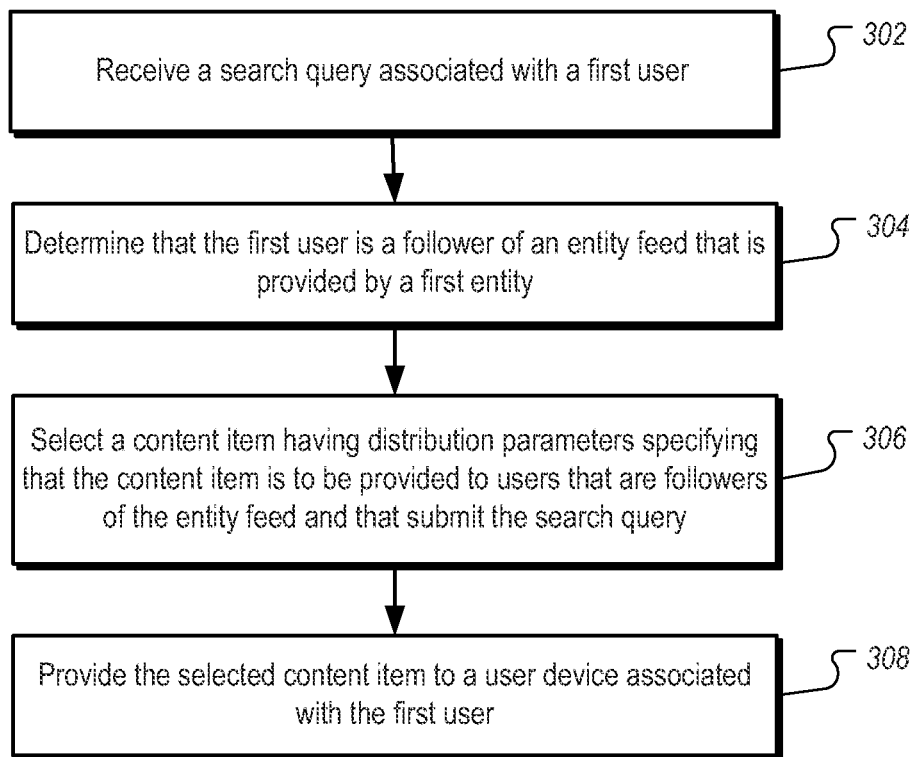 Receive a search query associated with a first user
302
Determine that the first user is a follower of an entity feed that is
provided by a first entity
304
Select a content item having distribution parameters specifying
that the content item is to be provided to users that are followers
of the entity feed and that submit the search query
306
Provide the selected content item to a user device associated
with the first user
308